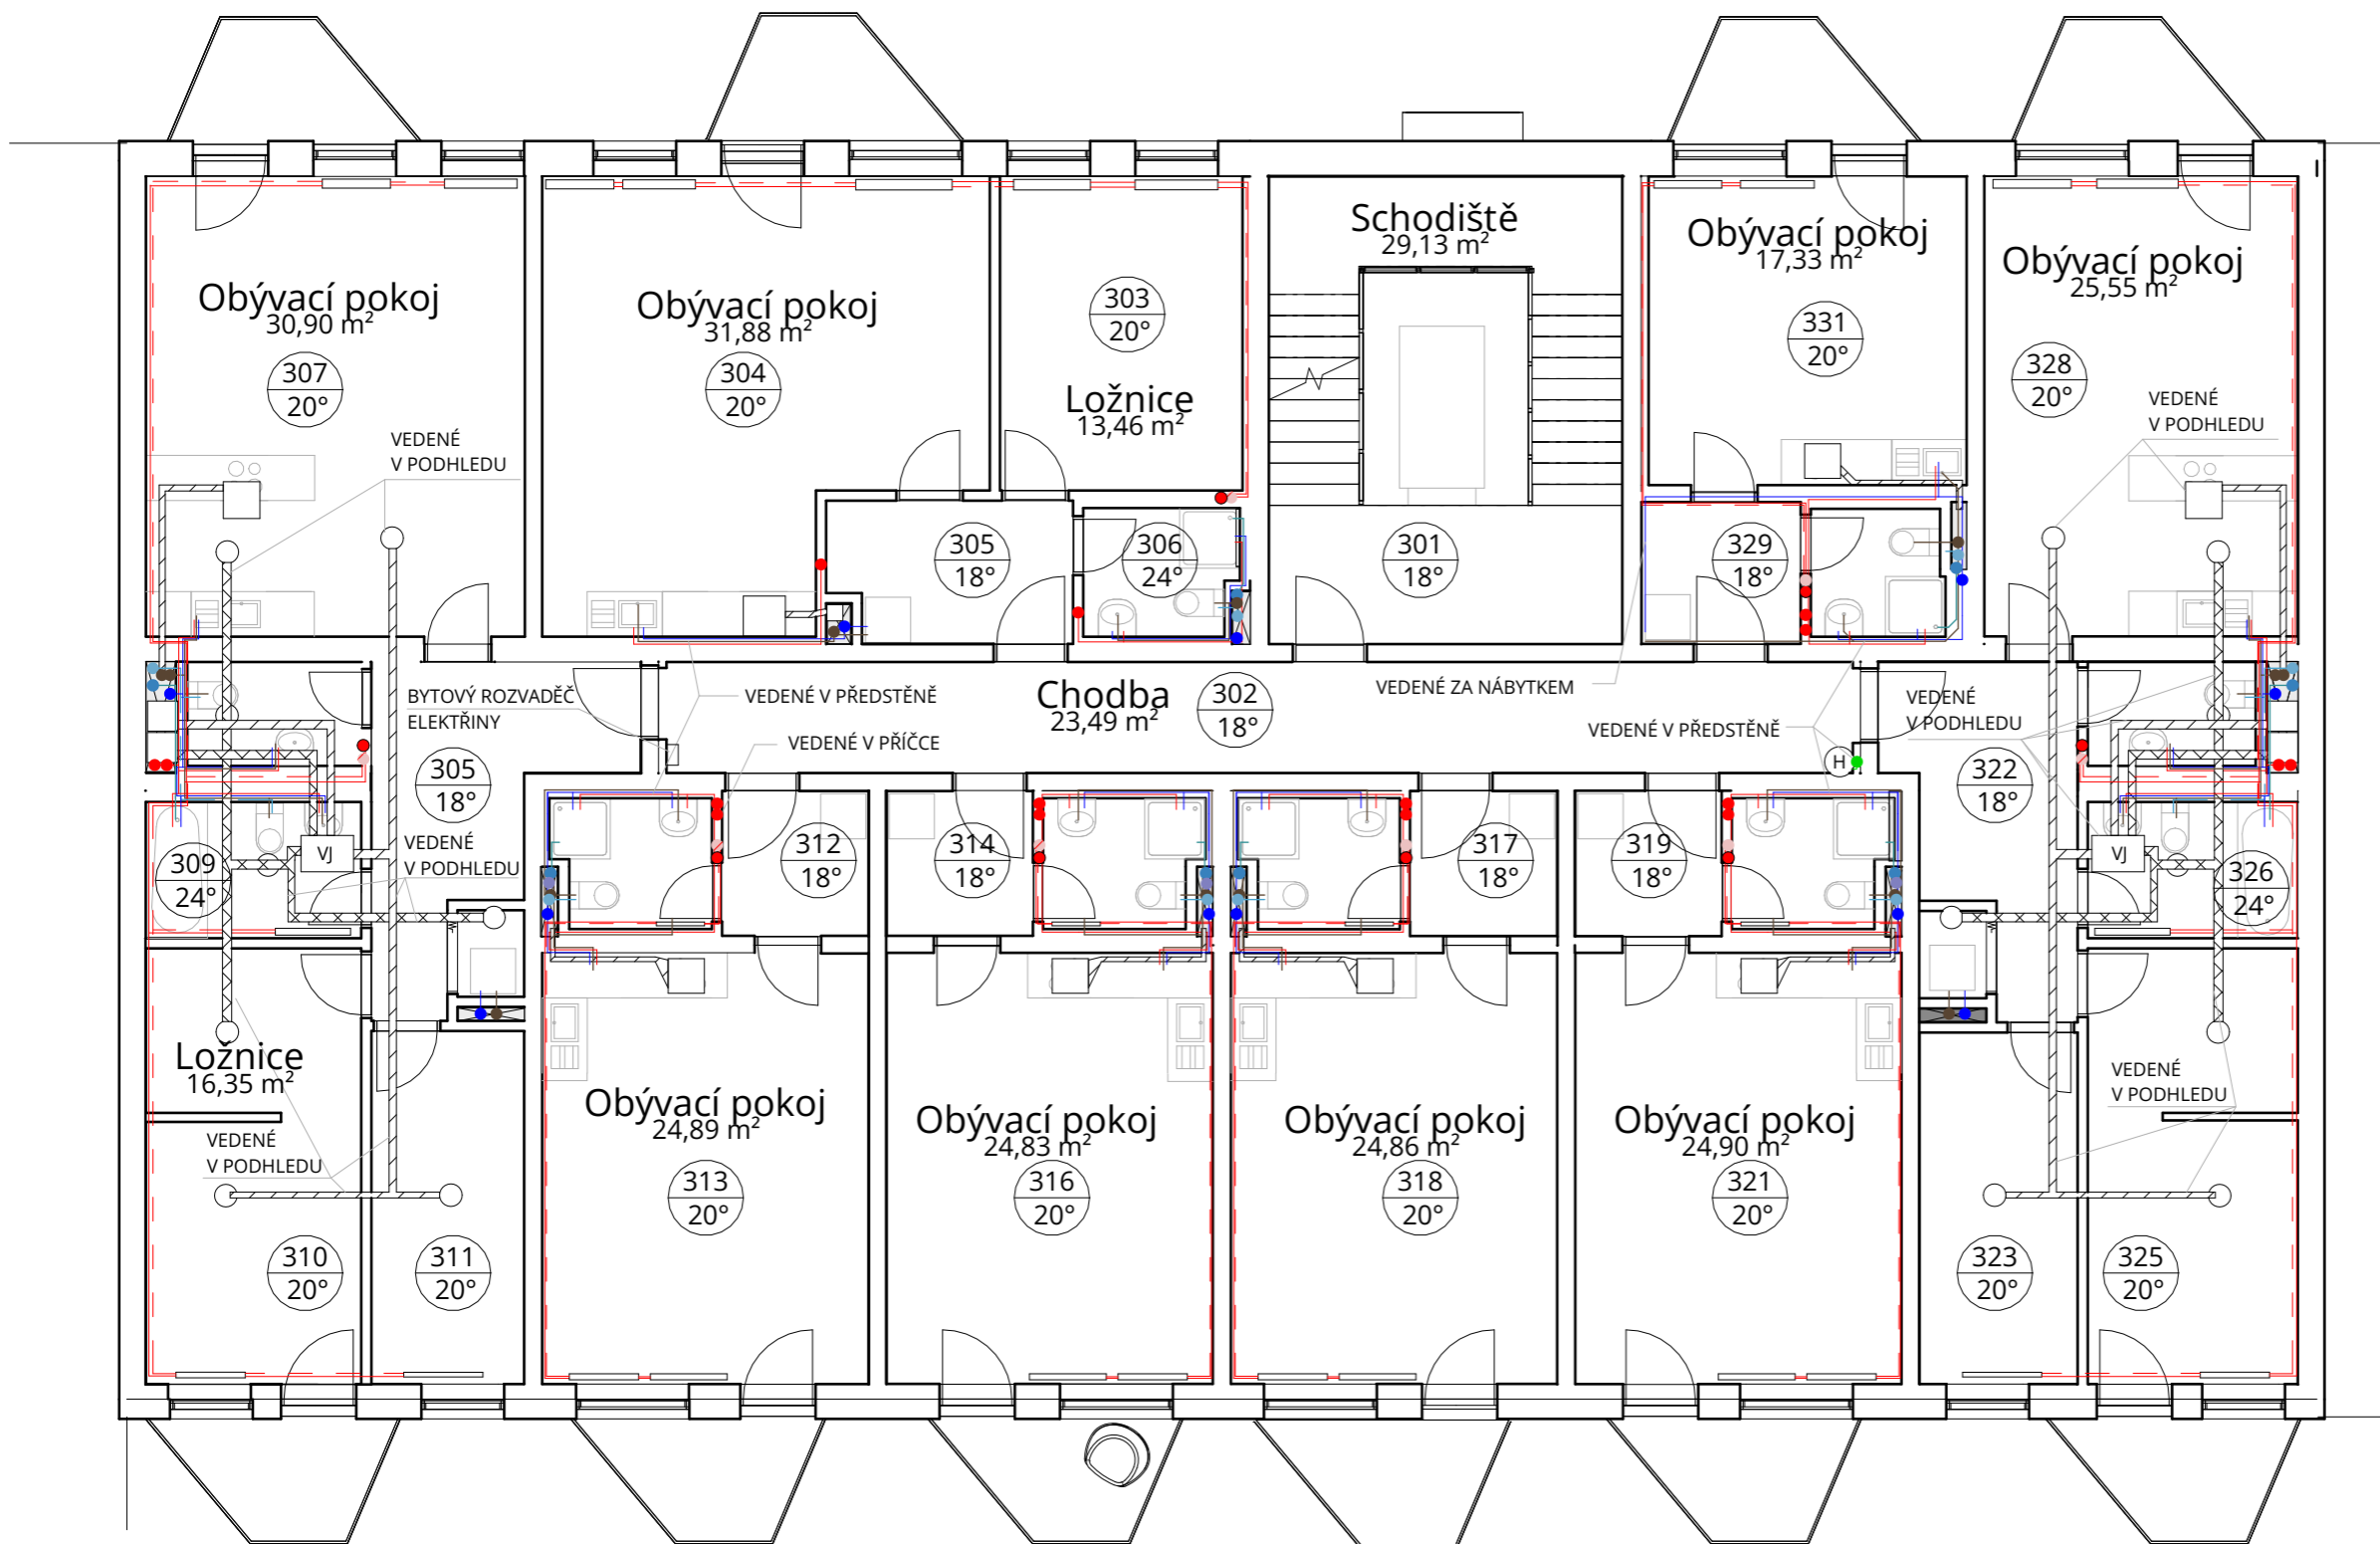 Schodiště
29,13 m²
Obývací pokoj
17,33 m²
Obývací pokoj
25,55 m²
Obývací pokoj
30,90 m²
Obývací pokoj
31,88 m²
303
20°
331
20°
307
20°
304
20°
Ložnice
13,46 m²
328
20°
VEDENÉ
V PODHLEDU
VEDENÉ
V PODHLEDU
305
18°
306
24°
301
18°
329
18°
BYTOVÝ ROZVADĚČ
ELEKTŘINY
VEDENÉ V PŘEDSTĚNĚ
Chodba
23,49 m²
302
18°
VEDENÉ ZA NÁBYTKEM
VEDENÉ
V PODHLEDU
VEDENÉ V PŘÍČCE
VEDENÉ V PŘEDSTĚNĚ
H
305
18°
322
18°
VEDENÉ
V PODHLEDU
VJ
309
24°
312
18°
314
18°
317
18°
319
18°
VJ
326
24°
Ložnice
16,35 m²
VEDENÉ
V PODHLEDU
Obývací pokoj
24,89 m²
Obývací pokoj
24,83 m²
Obývací pokoj
24,86 m²
Obývací pokoj
24,90 m²
VEDENÉ
V PODHLEDU
313
20°
316
20°
318
20°
321
20°
310
20°
311
20°
323
20°
325
20°